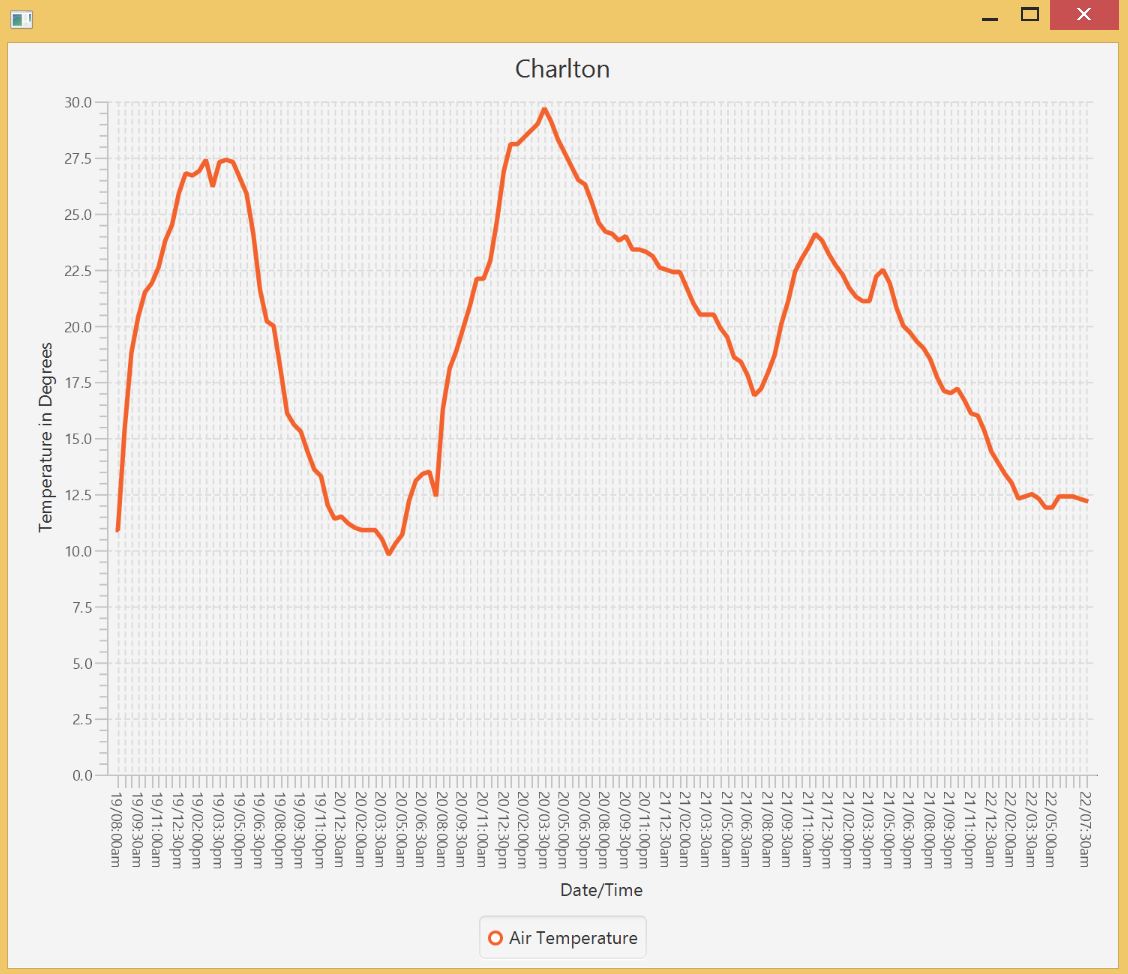 Charlton
30.0
27.5
25.0
22.5
20.0
17.5
15.0
12.5
10.0
7.5
5.0
2.5
0.0
Temperature in Degrees
19/08:00am
19/09:30am
19/11:00am
19/12:30pm
19/02:00pm
19/03:30pm
19/05:00pm
19/06:30pm
19/08:00pm
19/09:30pm
19/11:00pm
20/12:30am
20/02:00am
20/03:30am
20/05:00am
20/06:30am
20/08:00am
20/09:30am
20/11:00am
20/12:30pm
20/02:00pm
20/03:30pm
20/05:00pm
20/06:30pm
20/08:00pm
20/09:30pm
20/11:00pm
21/12:30am
21/02:00am
21/03:30am
21/05:00am
21/06:30am
21/08:00am
21/09:30am
21/11:00am
21/12:30pm
21/02:00pm
21/03:30pm
21/05:00pm
21/06:30pm
21/08:00pm
21/09:30pm
21/11:00pm
22/12:30am
22/02:00am
22/03:30am
22/05:00am
22/07:30am
Date/Time
Air Temperature